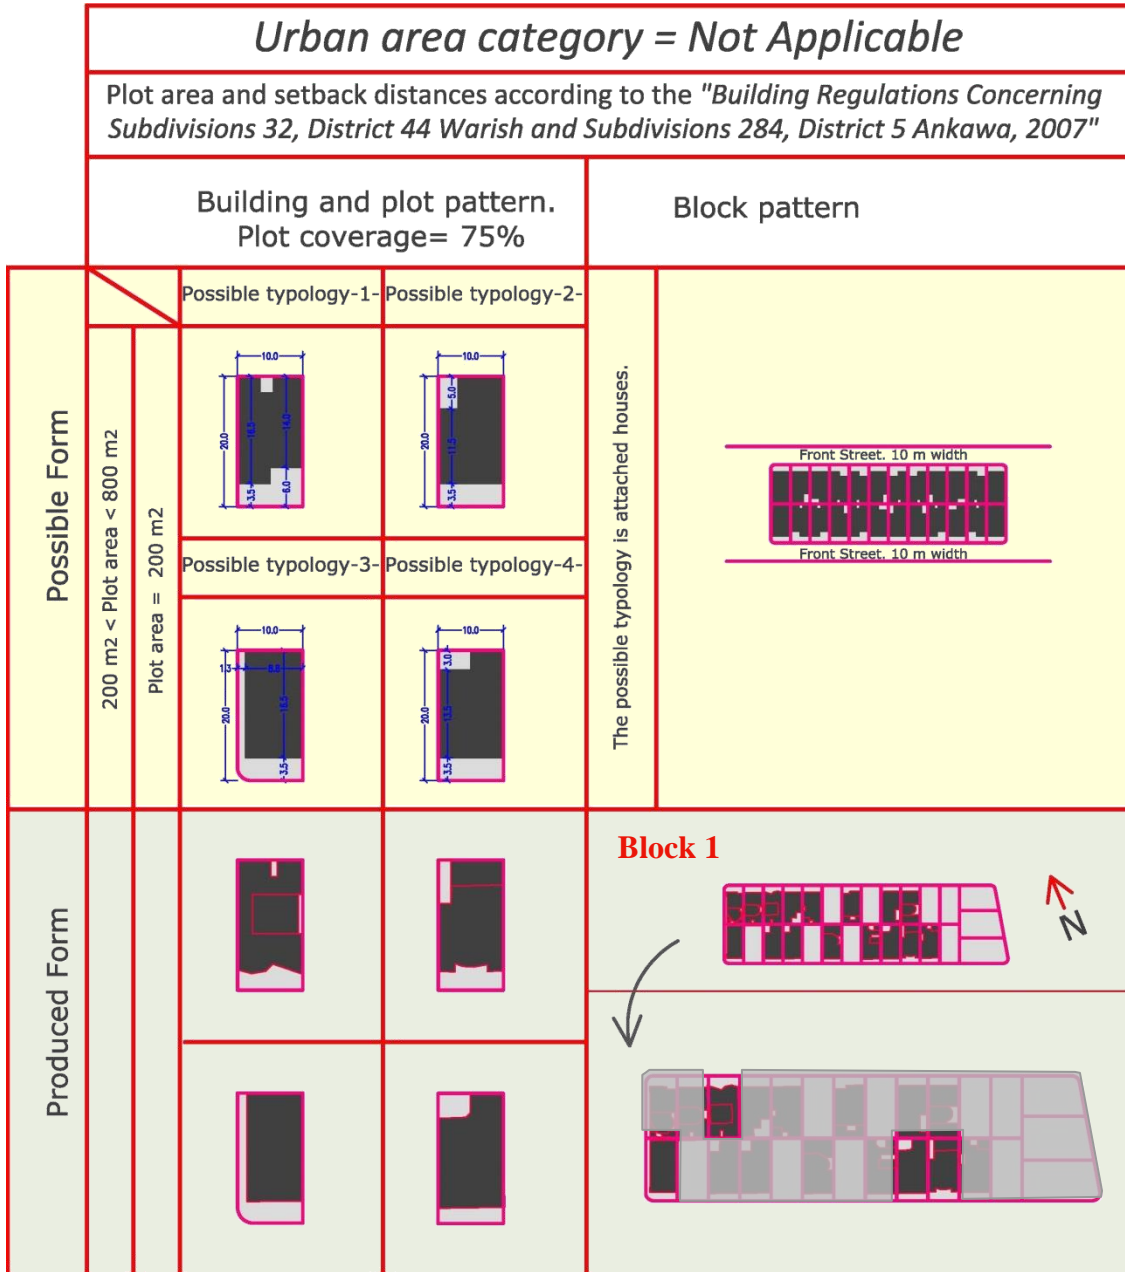 Urban area category = Not Applicable
Plot area and setback distances according to the "Building Regulations Concerning
Subdivisions 32, District 44 Warish and Subdivisions 284, District 5 Ankawa, 2007"
Building and plot pattern.
Plot coverage= 75%
Block pattern
Possible Form
200 m2 < Plot area < 800 m2
Plot area = 200 m2
Possible typology-1-
Possible typology-2-
10.0
20.0
16.5
14.0
3.5
6.0
10.0
20.0
5.0
11.5
3.5
Possible typology-3-
Possible typology-4-
10.0
1.3
20.0
16.5
3.5
10.0
20.0
3.0
13.5
3.5
The possible typology is attached houses.
Front Street. 10 m width
Front Street. 10 m width
Produced Form
Block 1
N